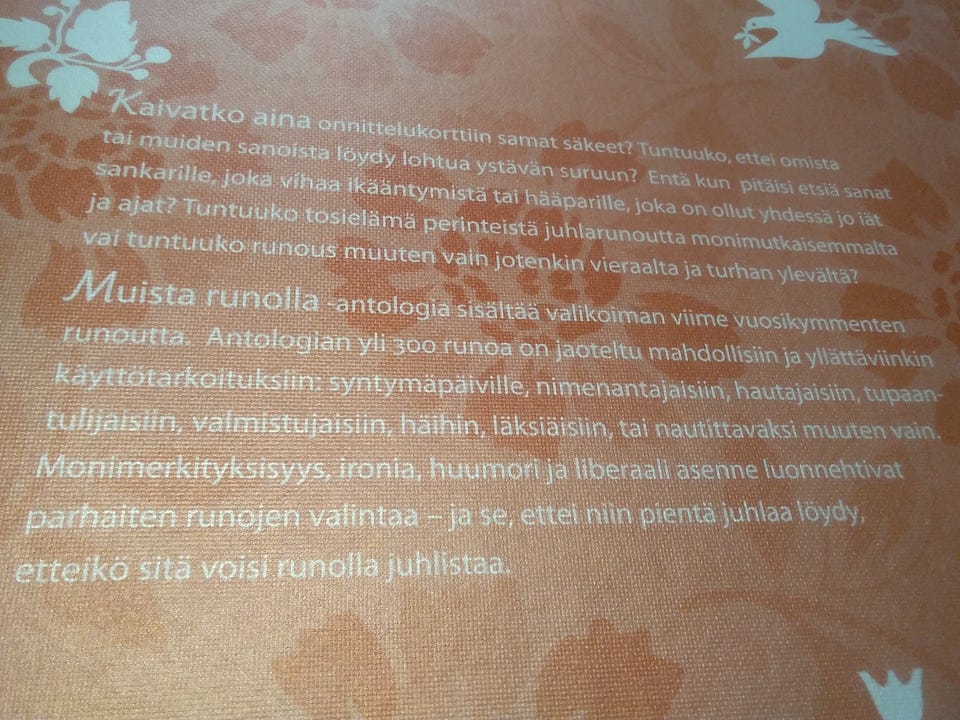 Kaivatko aina onnittelukorttiin samat säkeet? Tuntuuko, ettei omista
tai muiden sanoista löydy lohtua ystävän suruun? Entä kun pitäisi etsiä sanat
sankarille, joka vihaa ikääntymistä tai hääparille, joka on ollut yhdessä jo iät
ja ajat? Tuntuuko tosielämä perinteistä juhlarunoutta monimutkaisemmalta
vai tuntuuko runous muuten vain jotenkin vieraalta ja turhan ylevältä?
Muista runolla -antologia sisältää valikoiman viime vuosikymmenten
runoutta. Antologian yli 300 runoa on jaoteltu mahdollisiin ja yllättäviinkin
käyttötarkoituksiin: syntymäpäiville, nimenantajaisiin, hautajaisiin, tupaan-
tulijaisiin, valmistujaisiin, häihin, läksiäisiin, tai nautittavaksi muuten vain.
Monimerkityksisyys, ironia, huumori ja liberaali asenne luonnehtivat
parhaiten runojen valintaa – ja se, ettei niin pientä juhlaa löydy,
etteikö sitä voisi runolla juhlistaa.